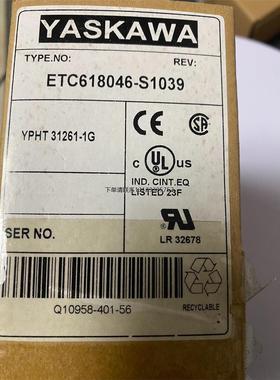 YASKAWA
TYPE.NO: REV:
ETC618046-S1039
YPHT 31261-1G
CE
c UL US
IND. CINT.EQ
LISTED 23F
SER NO.
LR 32678
Q10958-401-56
RECYCLABLE